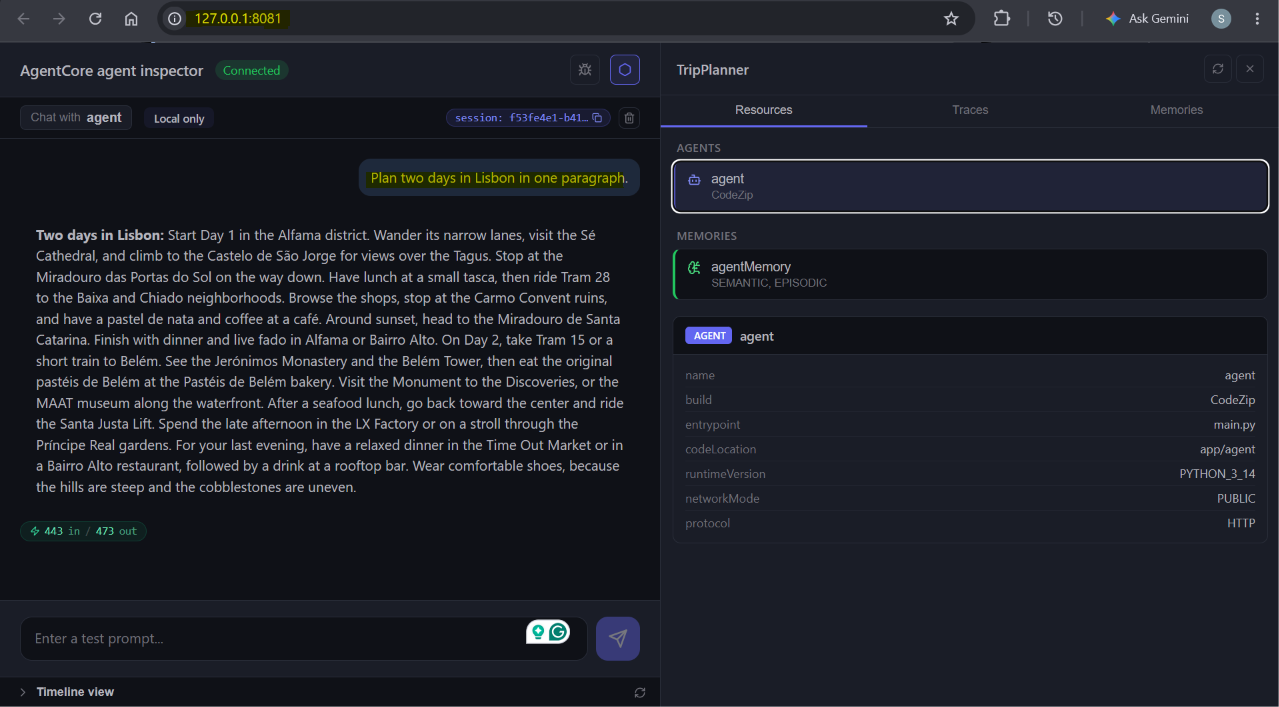 127.0.0.1:8081
Ask Gemini
S
AgentCore agent inspector
Connected
Chat with agent
Local only
session: f53fe4e1-b41…
Plan two days in Lisbon in one paragraph.
Two days in Lisbon: Start Day 1 in the Alfama district. Wander its narrow lanes, visit the Sé
Cathedral, and climb to the Castelo de São Jorge for views over the Tagus. Stop at the
Miradouro das Portas do Sol on the way down. Have lunch at a small tasca, then ride Tram 28
to the Baixa and Chiado neighborhoods. Browse the shops, stop at the Carmo Convent ruins,
and have a pastel de nata and coffee at a café. Around sunset, head to the Miradouro de Santa
Catarina. Finish with dinner and live fado in Alfama or Bairro Alto. On Day 2, take Tram 15 or a
short train to Belém. See the Jerónimos Monastery and the Belém Tower, then eat the original
pastéis de Belém at the Pastéis de Belém bakery. Visit the Monument to the Discoveries, or the
MAAT museum along the waterfront. After a seafood lunch, go back toward the center and ride
the Santa Justa Lift. Spend the late afternoon in the LX Factory or on a stroll through the
Príncipe Real gardens. For your last evening, have a relaxed dinner in the Time Out Market or in
a Bairro Alto restaurant, followed by a drink at a rooftop bar. Wear comfortable shoes, because
the hills are steep and the cobblestones are uneven.
443 in / 473 out
Enter a test prompt...
Timeline view
TripPlanner
Resources
Traces
Memories
AGENTS
agent
CodeZip
MEMORIES
agentMemory
SEMANTIC, EPISODIC
AGENT agent
name agent
build CodeZip
entrypoint main.py
codeLocation app/agent
runtimeVersion PYTHON_3_14
networkMode PUBLIC
protocol HTTP